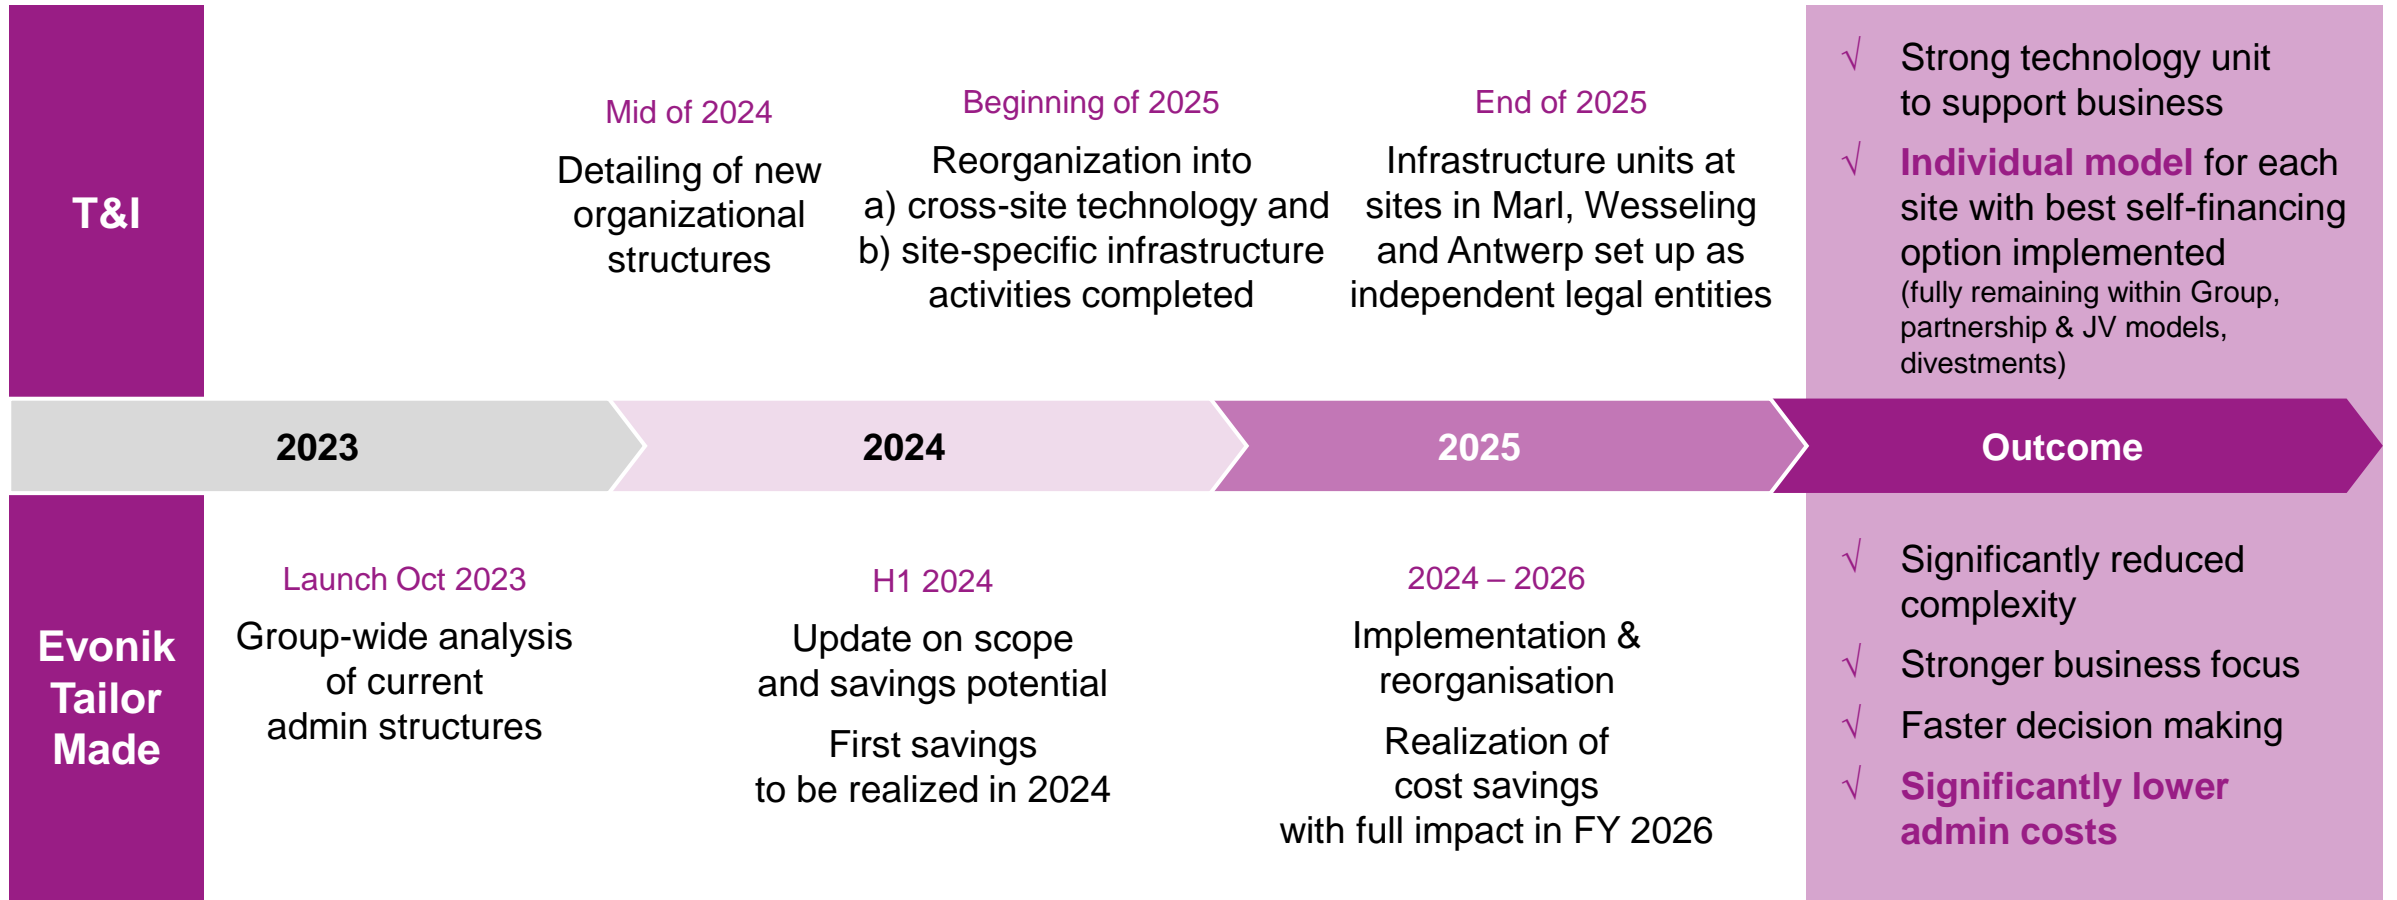 T&I
Mid of 2024
Detailing of new
organizational
structures
Beginning of 2025
Reorganization into
a) cross-site technology and
b) site-specific infrastructure
activities completed
End of 2025
Infrastructure units at
sites in Marl, Wesseling
and Antwerp set up as
independent legal entities
√ Strong technology unit
to support business
√ Individual model for each
site with best self-financing
option implemented
(fully remaining within Group,
partnership & JV models,
divestments)
2023
2024
2025
Outcome
Evonik
Tailor
Made
Launch Oct 2023
Group-wide analysis
of current
admin structures
H1 2024
Update on scope
and savings potential
First savings
to be realized in 2024
2024 – 2026
Implementation &
reorganisation
Realization of
cost savings
with full impact in FY 2026
√ Significantly reduced
complexity
√ Stronger business focus
√ Faster decision making
√ Significantly lower
admin costs